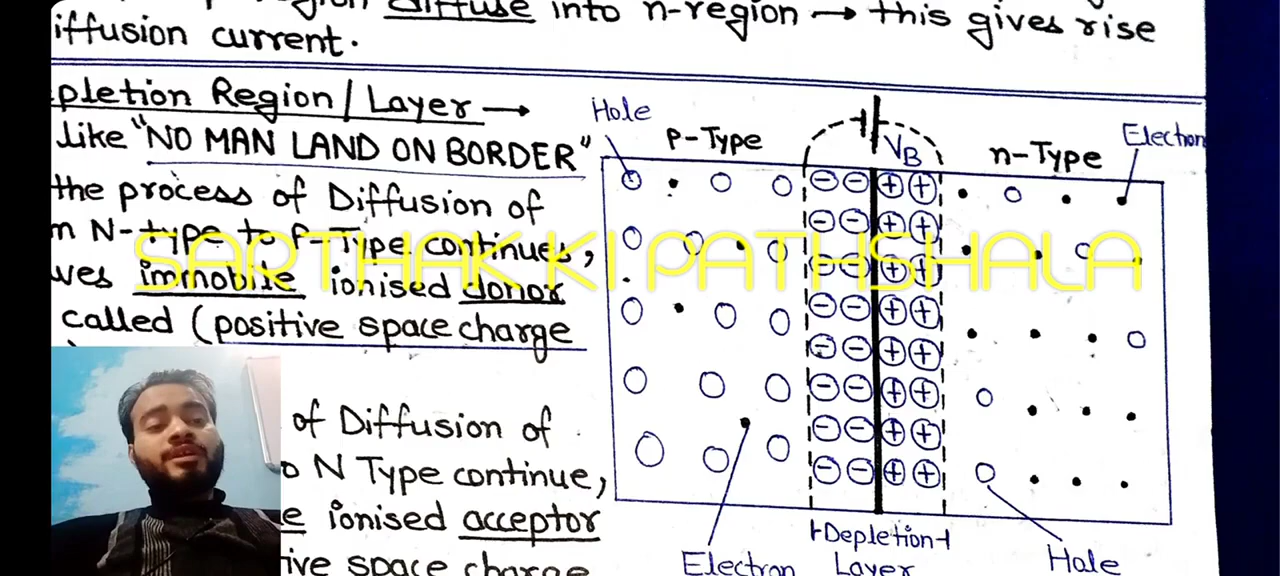 region diffuse into n-region → this gives rise
iffusion current.
pletion Region / Layer →
like "NO MAN LAND ON BORDER"
the process of Diffusion of
m N-type to P-Type continues,
ves immobile ionised donor
called (positive space charge
of Diffusion of
o N Type continue,
e ionised acceptor
tive space charge
SARTHAK KI PATHSHALA
Hole
P-Type
VB
n-Type
Electron
Depletion
Layer
Electron
Hole